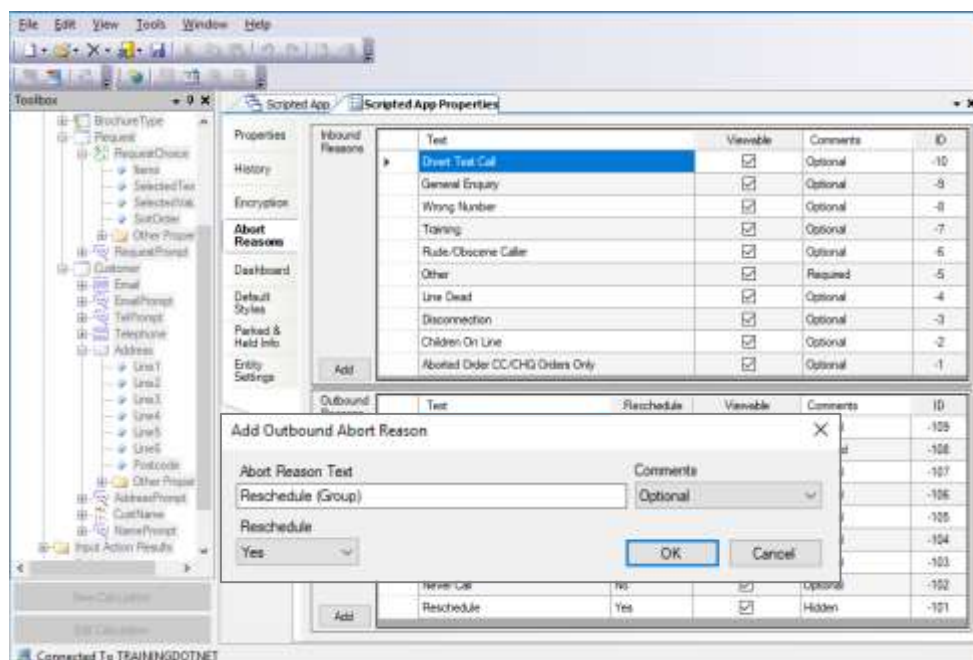 File Edit View Tools Window Help
Toolbox
Scripted App Scripted App Properties
BrochureType
Request
RequestChoice
Items
SelectedTex
SelectedVal
SortOrder
Other Proper
RequestPrompt
Customer
Email
EmailPrompt
TelPrompt
Telephone
Address
Line1
Line2
Line3
Line4
Line5
Line6
Postcode
Other Proper
AddressPrompt
CustName
NamePrompt
Input Action Results
Properties
History
Encryption
Abort
Reasons
Dashboard
Default
Styles
Parked &
Held Info
Entity
Settings
Inbound
Reasons
Add
Text Viewable Comments ID
Divert Test Call Optional -10
General Enquiry Optional -9
Wrong Number Optional -8
Training Optional -7
Rude/Obscene Caller Optional -6
Other Required -5
Line Dead Optional -4
Disconnection Optional -3
Children On Line Optional -2
Aborted Order CC/CHQ Orders Only Optional -1
Outbound
Text Reschedule Viewable Comments ID
-109
-108
-107
-106
-105
-104
-103
Never Call No Optional -102
Reschedule Yes Hidden -101
Add
Add Outbound Abort Reason
Abort Reason Text Comments
Reschedule (Group) Optional
Reschedule
Yes OK Cancel
Connected To TRAININGDOTNET